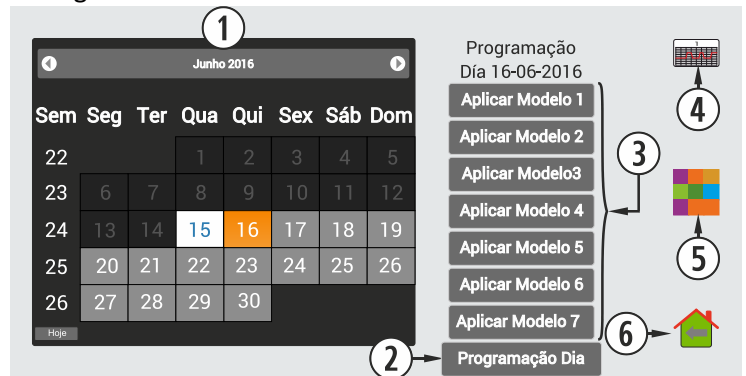 1
Junho 2016
Sem Seg Ter Qua Qui Sex Sáb Dom
22 1 2 3 4 5
23 6 7 8 9 10 11 12
24 13 14 15 16 17 18 19
25 20 21 22 23 24 25 26
26 27 28 29 30
Hoje
Programação
Día 16-06-2016
Aplicar Modelo 1
Aplicar Modelo 2
Aplicar Modelo3
Aplicar Modelo 4
Aplicar Modelo 5
Aplicar Modelo 6
Aplicar Modelo 7
2
Programação Dia
3
4
5
6